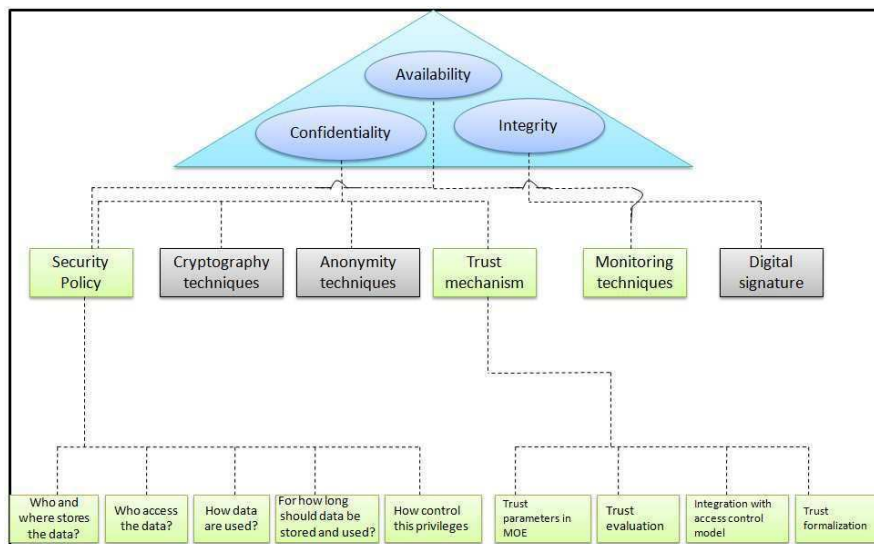 Availability
Confidentiality
Integrity
Security
Policy
Cryptography
techniques
Anonymity
techniques
Trust
mechanism
Monitoring
techniques
Digital
signature
Who and
where stores
the data?
Who access
the data?
How data
are used?
For how long
should data be
stored and used?
How control
this privileges
Trust
parameters in
MOE
Trust
evaluation
Integration with
access control
model
Trust
formalization